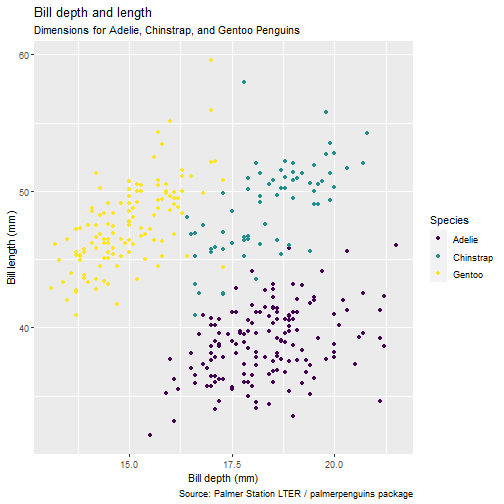 Bill depth and length
Dimensions for Adelie, Chinstrap, and Gentoo Penguins
60
50
40
Bill length (mm)
15.0 17.5 20.0
Bill depth (mm)
Species
Adelie
Chinstrap
Gentoo
Source: Palmer Station LTER / palmerpenguins package